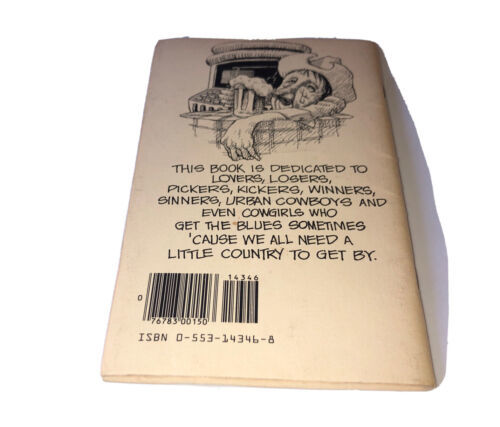 THIS BOOK IS DEDICATED TO
LOVERS, LOSERS,
PICKERS, KICKERS, WINNERS,
SINNERS, URBAN COWBOYS AND
EVEN COWGIRLS WHO
GET THE BLUES SOMETIMES
'CAUSE WE ALL NEED A
LITTLE COUNTRY TO GET BY.
14346
0
76783 00150
ISBN 0-553-14346-8